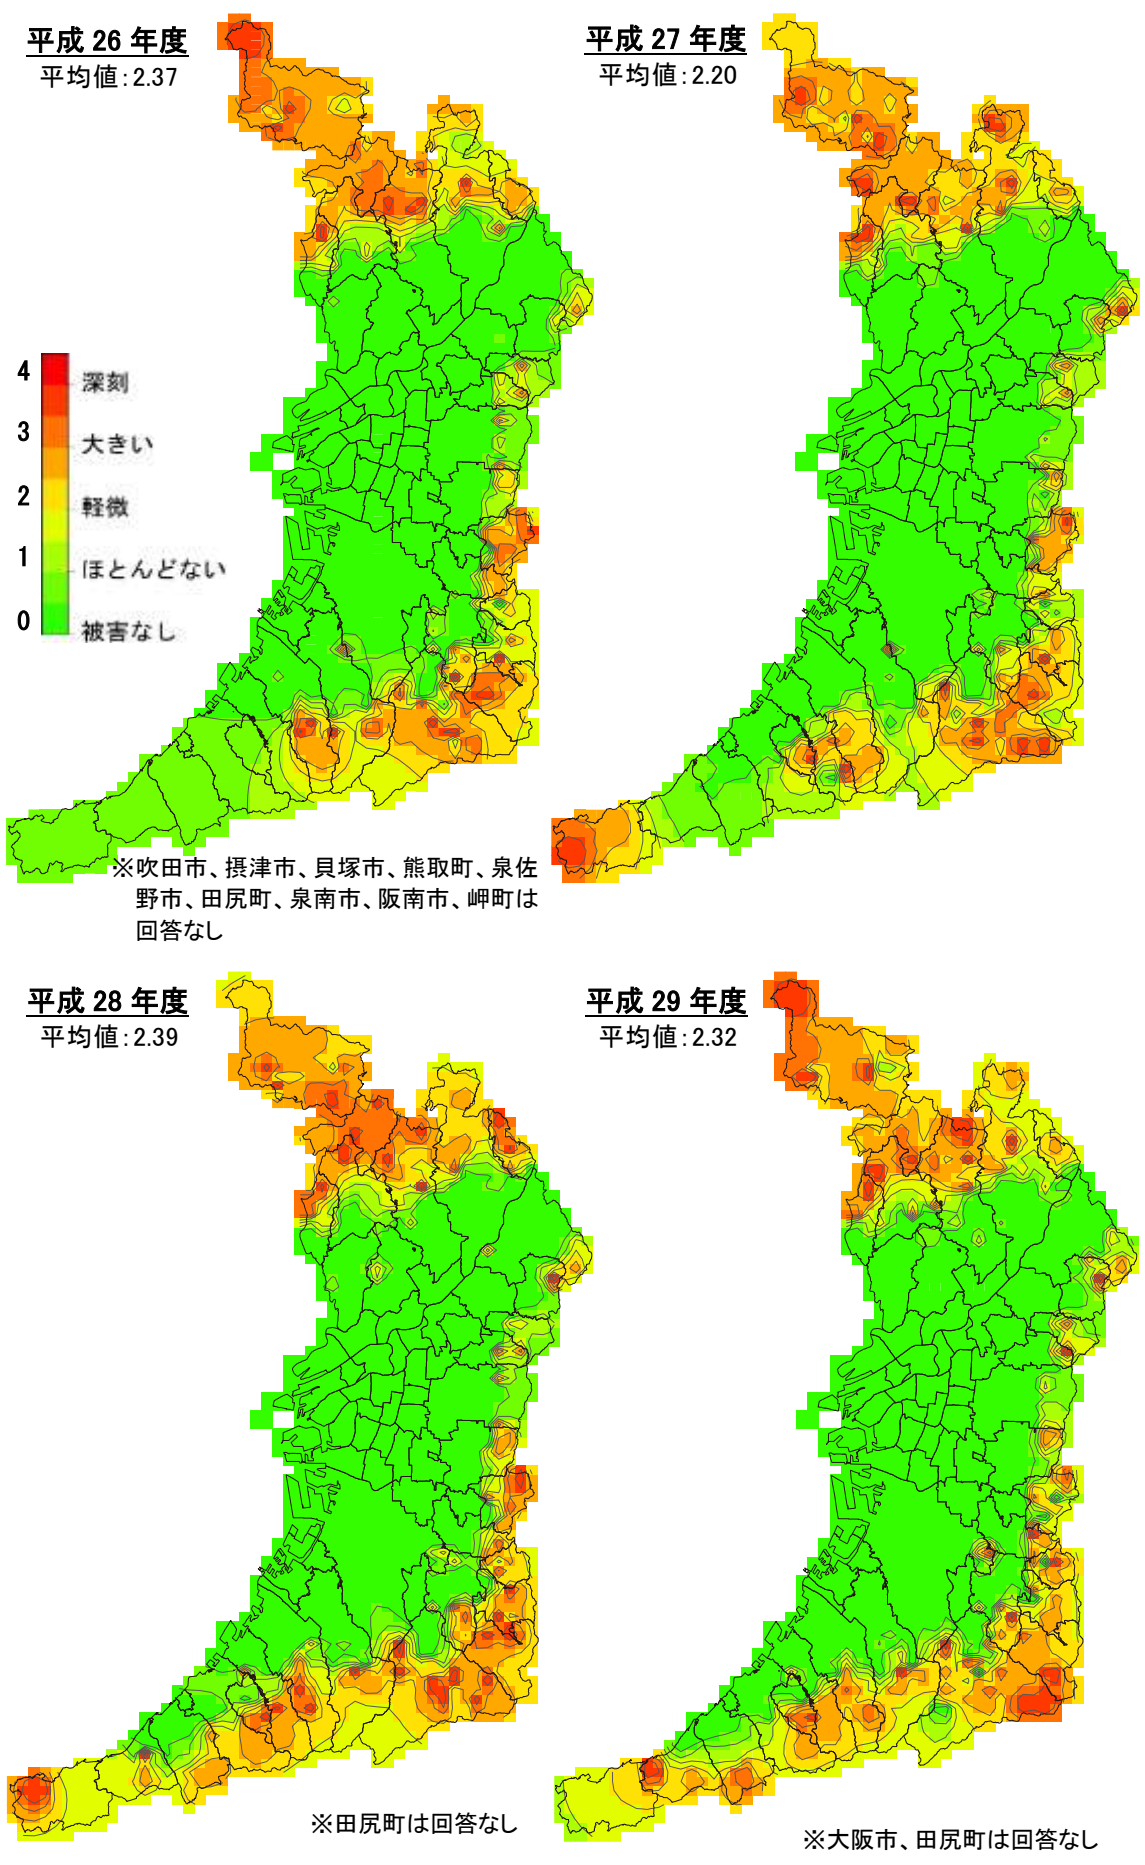 平成 26 年度
平均値：2.37
平成 27 年度
平均値：2.20
4
深刻
3
大きい
2
軽微
1
ほとんどない
0
被害なし
※吹田市、摂津市、貝塚市、熊取町、泉佐
野市、田尻町、泉南市、阪南市、岬町は
回答なし
平成 28 年度
平均値：2.39
平成 29 年度
平均値：2.32
※田尻町は回答なし
※大阪市、田尻町は回答なし